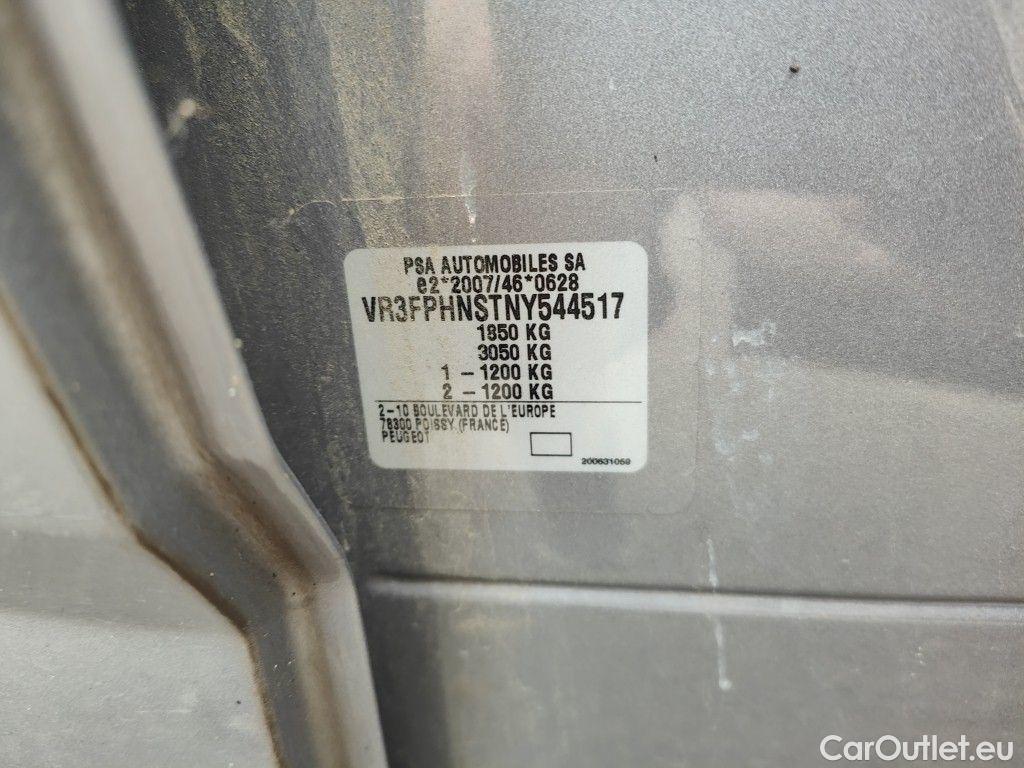 PSA AUTOMOBILES SA
e2*2007/46*0628
VR3FPHNSTNY544517
1850 KG
3050 KG
1 - 1200 KG
2 - 1200 KG
2-10 BOULEVARD DE L'EUROPE
78300 POISSY (FRANCE)
PEUGEOT
200631059
CarOutlet.eu